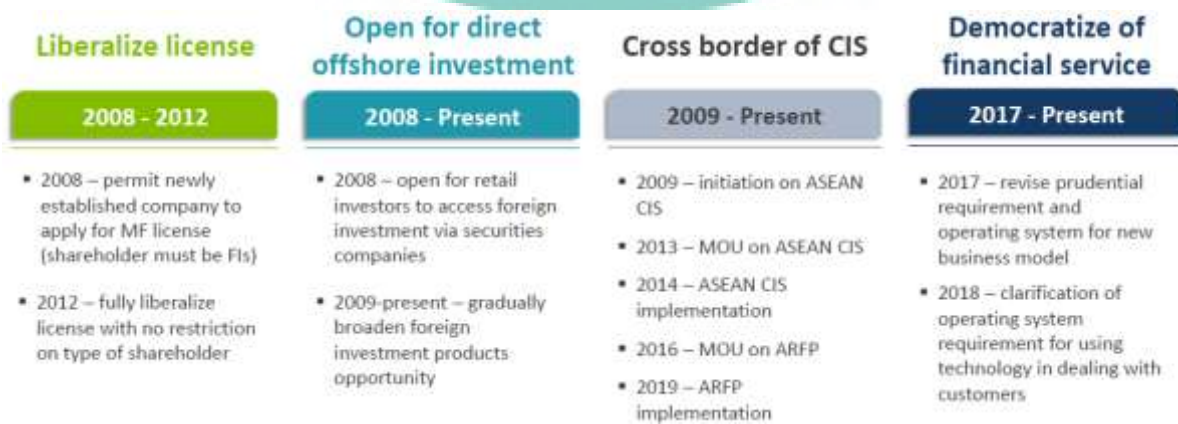 Liberalize license
2008 - 2012
▪ 2008 – permit newly
established company to
apply for MF license
(shareholder must be FIs)
▪ 2012 – fully liberalize
license with no restriction
on type of shareholder
Open for direct
offshore investment
2008 - Present
▪ 2008 – open for retail
investors to access foreign
investment via securities
companies
▪ 2009-present – gradually
broaden foreign
investment products
opportunity
Cross border of CIS
2009 - Present
▪ 2009 – initiation on ASEAN
CIS
▪ 2013 – MOU on ASEAN CIS
▪ 2014 – ASEAN CIS
implementation
▪ 2016 – MOU on ARFP
▪ 2019 – ARFP
implementation
Democratize of
financial service
2017 - Present
▪ 2017 – revise prudential
requirement and
operating system for new
business model
▪ 2018 – clarification of
operating system
requirement for using
technology in dealing with
customers